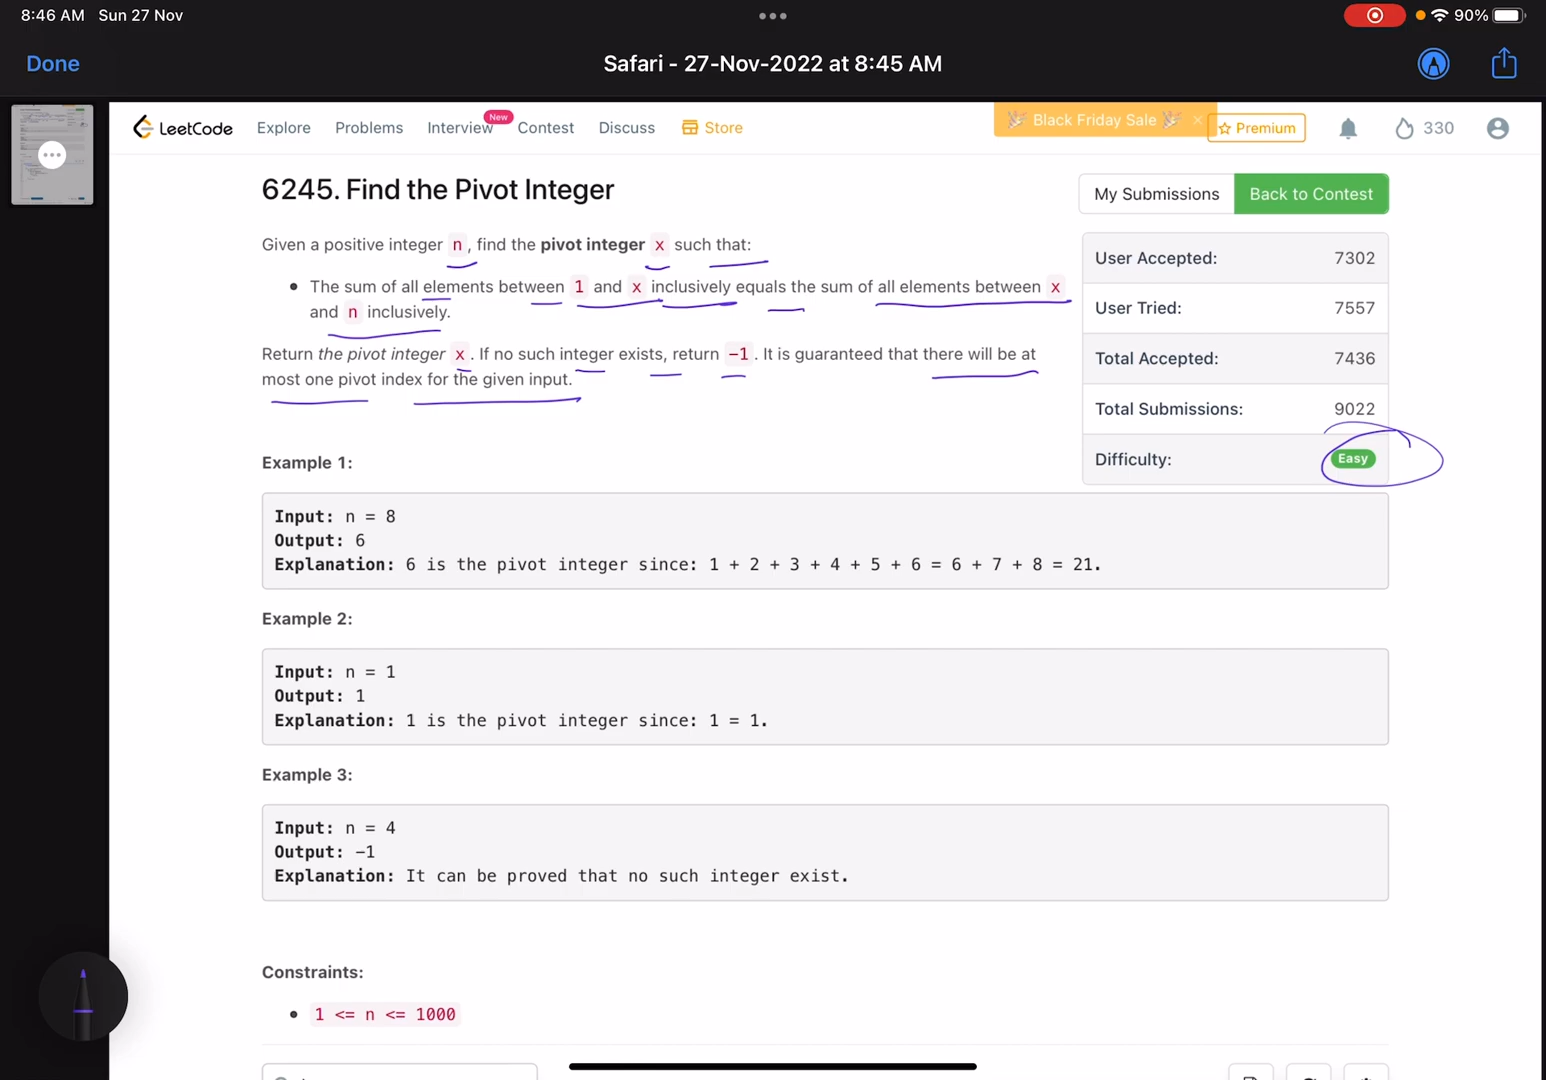 8:46 AM Sun 27 Nov
90%
Done
Safari - 27-Nov-2022 at 8:45 AM
LeetCode
Explore
Problems
Interview
New
Contest
Discuss
Store
Black Friday Sale
Premium
330
6245. Find the Pivot Integer
My Submissions
Back to Contest
Given a positive integer n, find the pivot integer x such that:
The sum of all elements between 1 and x inclusively equals the sum of all elements between x
and n inclusively.
Return the pivot integer x. If no such integer exists, return -1. It is guaranteed that there will be at
most one pivot index for the given input.
User Accepted: 7302
User Tried: 7557
Total Accepted: 7436
Total Submissions: 9022
Difficulty: Easy
Example 1:
Input: n = 8
Output: 6
Explanation: 6 is the pivot integer since: 1 + 2 + 3 + 4 + 5 + 6 = 6 + 7 + 8 = 21.
Example 2:
Input: n = 1
Output: 1
Explanation: 1 is the pivot integer since: 1 = 1.
Example 3:
Input: n = 4
Output: -1
Explanation: It can be proved that no such integer exist.
Constraints:
1 <= n <= 1000